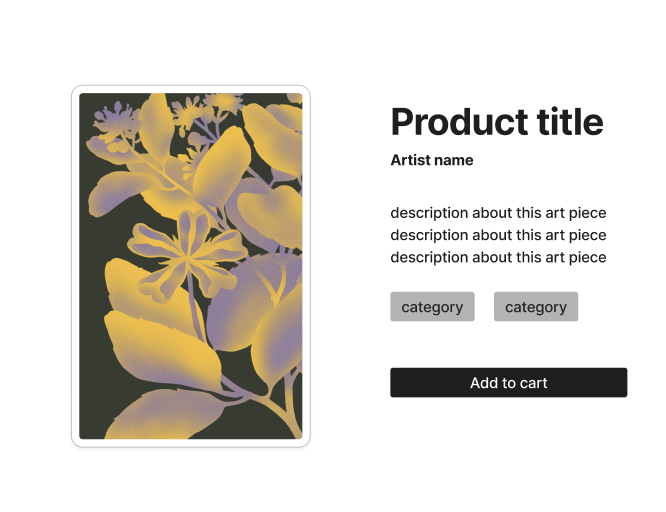 Product title
Artist name
description about this art piece
description about this art piece
description about this art piece
category
category
Add to cart